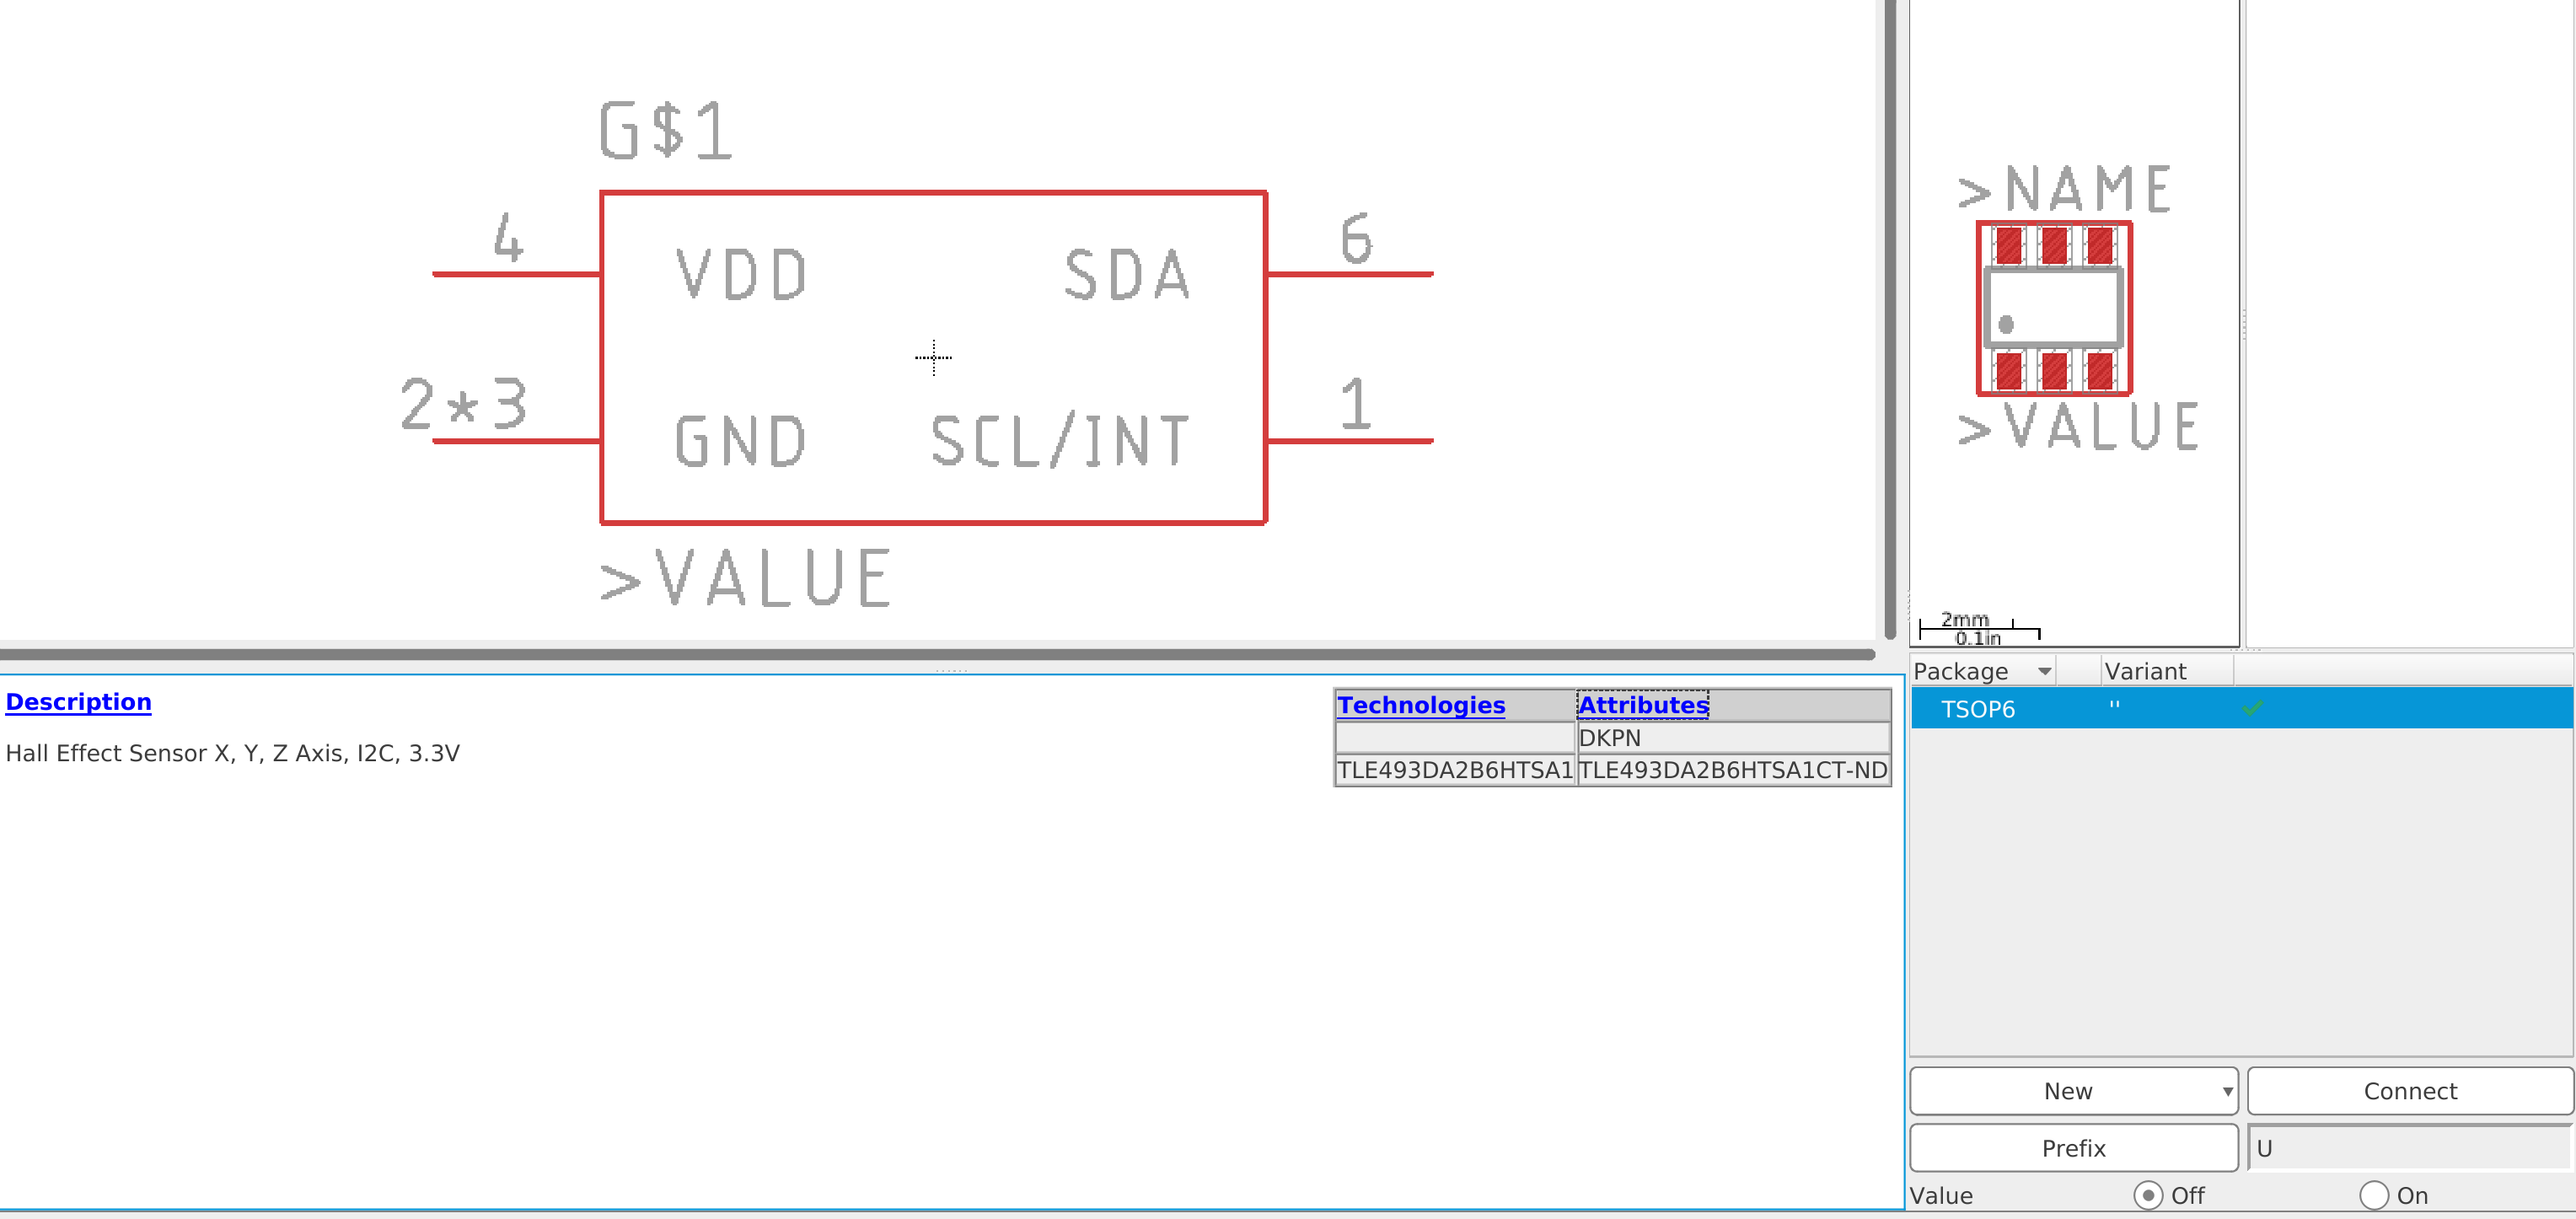 G$1
4
VDD
SDA
6
2*3
GND
SCL/INT
1
>VALUE
>NAME
>VALUE
2mm
0.1in
Description
Hall Effect Sensor X, Y, Z Axis, I2C, 3.3V
Technologies Attributes
DKPN
TLE493DA2B6HTSA1 TLE493DA2B6HTSA1CT-ND
Package Variant
TSOP6 ''
New Connect
Prefix U
Value Off On